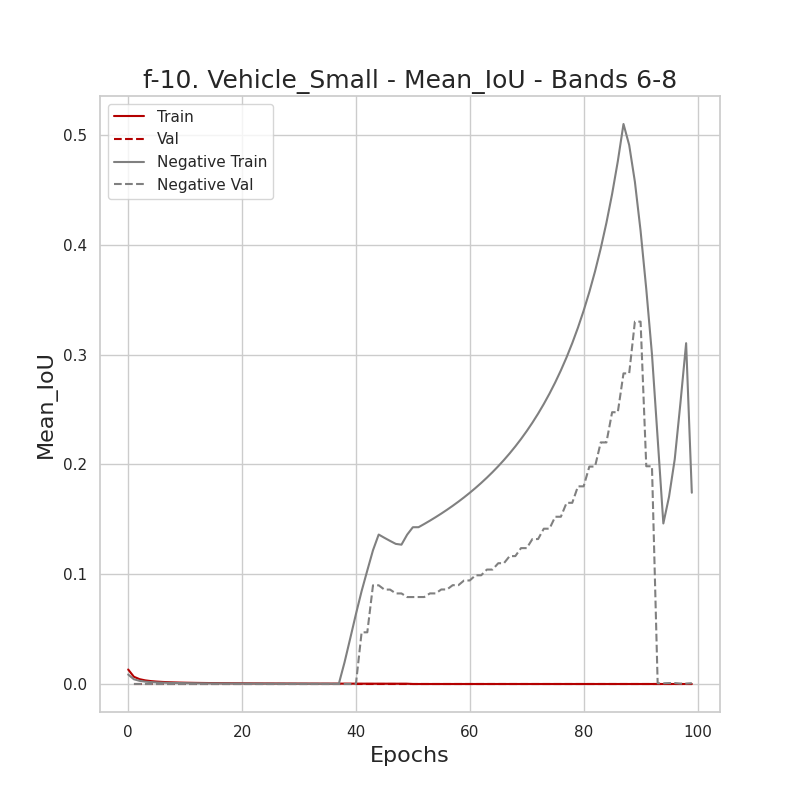 f-10. Vehicle_Small - Mean_IoU - Bands 6-8
Train
Val
Negative Train
Negative Val
0.5
0.4
0.3
0.2
0.1
0.0
Mean_IoU
0 20 40 60 80 100
Epochs